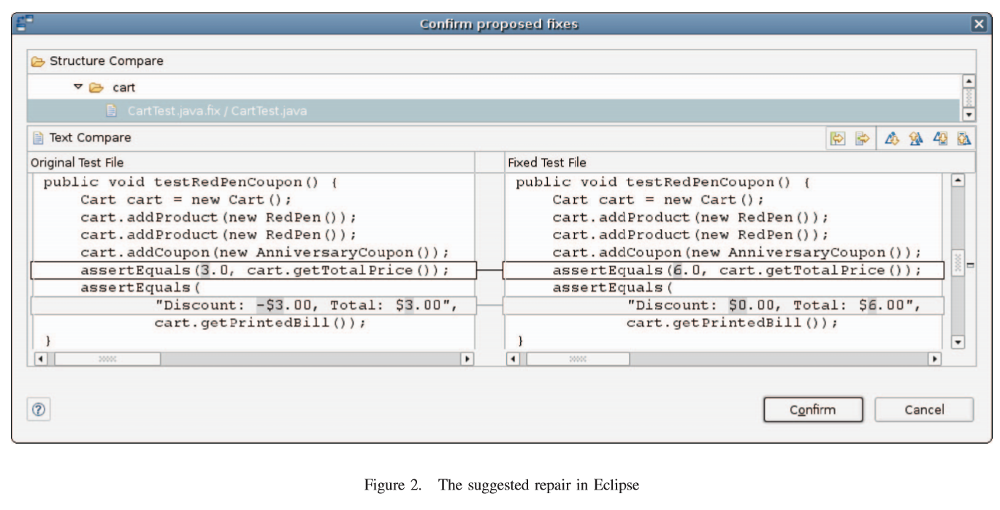 Confirm proposed fixes
Structure Compare
cart
CartTest.java.fix / CartTest.java
Text Compare
Original Test File
public void testRedPenCoupon() {
Cart cart = new Cart();
cart.addProduct(new RedPen());
cart.addProduct(new RedPen());
cart.addCoupon(new AnniversaryCoupon());
assertEquals(3.0, cart.getTotalPrice());
assertEquals(
"Discount: -$3.00, Total: $3.00",
cart.getPrintedBill());
}
Fixed Test File
public void testRedPenCoupon() {
Cart cart = new Cart();
cart.addProduct(new RedPen());
cart.addProduct(new RedPen());
cart.addCoupon(new AnniversaryCoupon());
assertEquals(6.0, cart.getTotalPrice());
assertEquals(
"Discount: $0.00, Total: $6.00",
cart.getPrintedBill());
}
?
Confirm
Cancel
Figure 2. The suggested repair in Eclipse